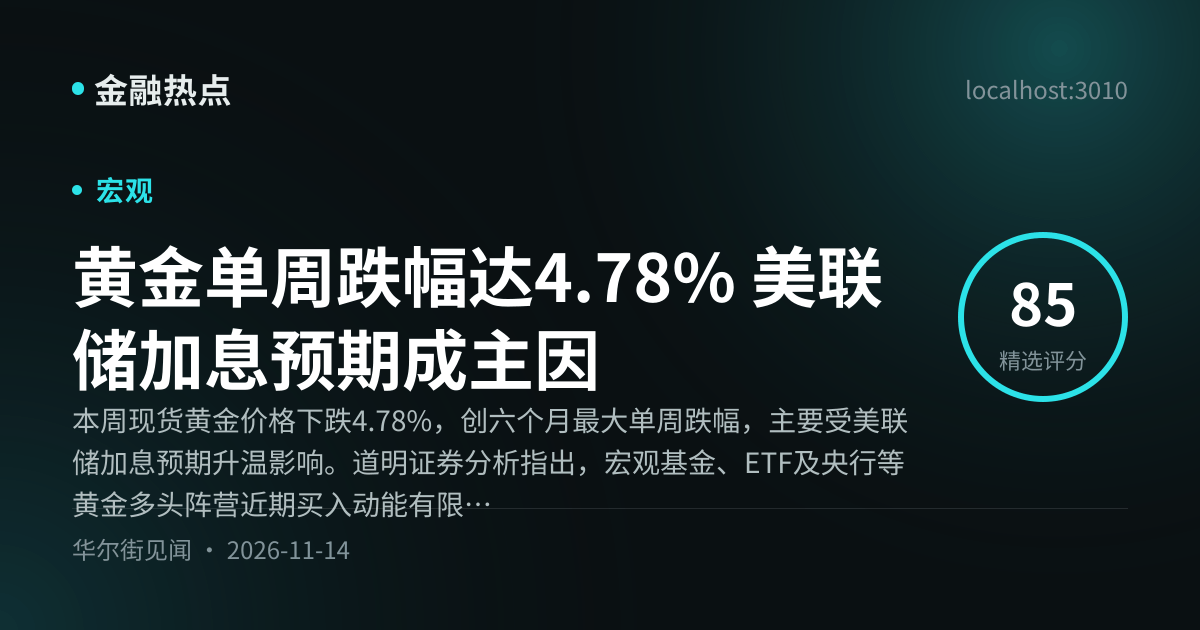 金融热点
localhost:3010
宏观
黄金单周跌幅达4.78% 美联
储加息预期成主因
85
精选评分
本周现货黄金价格下跌4.78%，创六个月最大单周跌幅，主要受美联
储加息预期升温影响。道明证券分析指出，宏观基金、ETF及央行等
黄金多头阵营近期买入动能有限…
华尔街见闻 · 2026-11-14